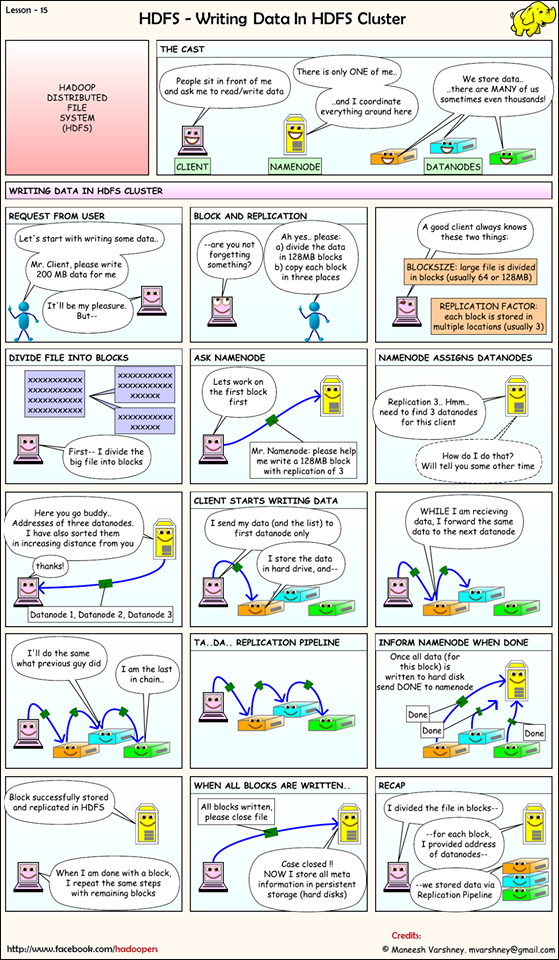 Lesson - 15
HDFS - Writing Data In HDFS Cluster
HADOOP
DISTRIBUTED
FILE
SYSTEM
(HDFS)
THE CAST
People sit in front of me
and ask me to read/write data
CLIENT
There is only ONE of me..
..and I coordinate
everything around here
NAMENODE
We store data..
..there are MANY of us
sometimes even thousands!
DATANODES
WRITING DATA IN HDFS CLUSTER
REQUEST FROM USER
Let's start with writing some data..
Mr. Client, please write
200 MB data for me
It'll be my pleasure.
But--
BLOCK AND REPLICATION
--are you not
forgetting
something?
Ah yes.. please:
a) divide the data
in 128MB blocks
b) copy each block
in three places
A good client always knows
these two things:
BLOCKSIZE: large file is divided
in blocks (usually 64 or 128MB)
REPLICATION FACTOR:
each block is stored in
multiple locations (usually 3)
DIVIDE FILE INTO BLOCKS
XXXXXXXXXXX
XXXXXXXXXXX
XXXXXXXXXXX
XXXXXXXXXXX
XXXXXXXXXXX
XXXXXXXXXXX
XXXXXX
XXXXXXXXXXX
XXXXXX
First-- I divide the
big file into blocks
ASK NAMENODE
Lets work on
the first block
first
Mr. Namenode: please help
me write a 128MB block
with replication of 3
NAMENODE ASSIGNS DATANODES
Replication 3.. Hmm..
need to find 3 datanodes
for this client
How do I do that?
Will tell you some other time
Here you go buddy..
Addresses of three datanodes.
I have also sorted them
in increasing distance from you
thanks!
Datanode 1, Datanode 2, Datanode 3
CLIENT STARTS WRITING DATA
I send my data (and the list) to
first datanode only
I store the data
in hard drive, and--
WHILE I am recieving
data, I forward the same
data to the next datanode
I'll do the same
what previous guy did
I am the last
in chain..
TA..DA.. REPLICATION PIPELINE
INFORM NAMENODE WHEN DONE
Once all data (for
this block) is
written to hard disk
send DONE to namenode
Done
Done
Done
Block successfully stored
and replicated in HDFS
When I am done with a block,
I repeat the same steps
with remaining blocks
WHEN ALL BLOCKS ARE WRITTEN..
All blocks written,
please close file
Case closed !!
NOW I store all meta
information in persistent
storage (hard disks)
RECAP
I divided the file in blocks--
--for each block,
I provided address
of datanodes--
--we stored data via
Replication Pipeline
http://www.facebook.com/hadoopers
Credits:
© Maneesh Varshney. mvarshney@gmail.com